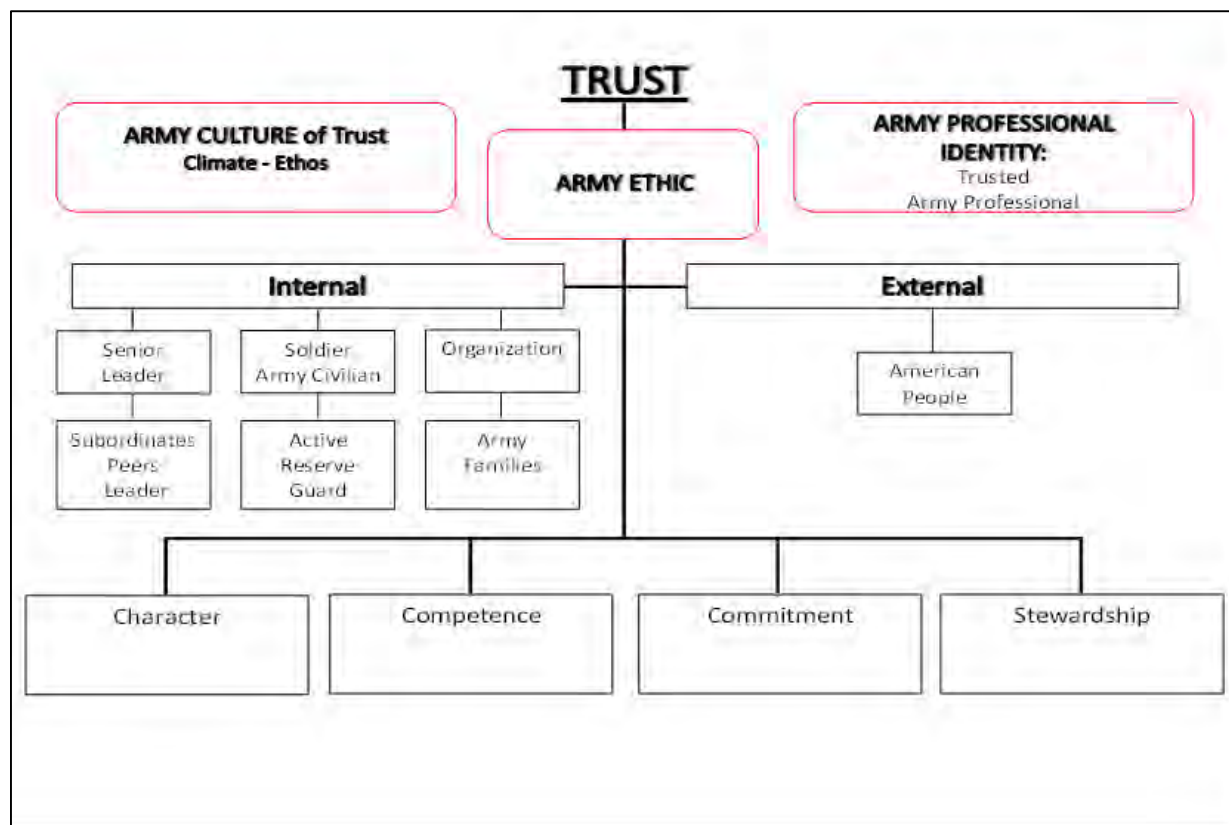 TRUST
ARMY CULTURE of Trust
Climate - Ethos
ARMY ETHIC
ARMY PROFESSIONAL
IDENTITY:
Trusted
Army Professional
Internal
External
Senior
Leader
Soldier
Army Civilian
Organization
American
People
Subordinates
Peers
Leader
Active
Reserve
Guard
Army
Families
Character
Competence
Commitment
Stewardship